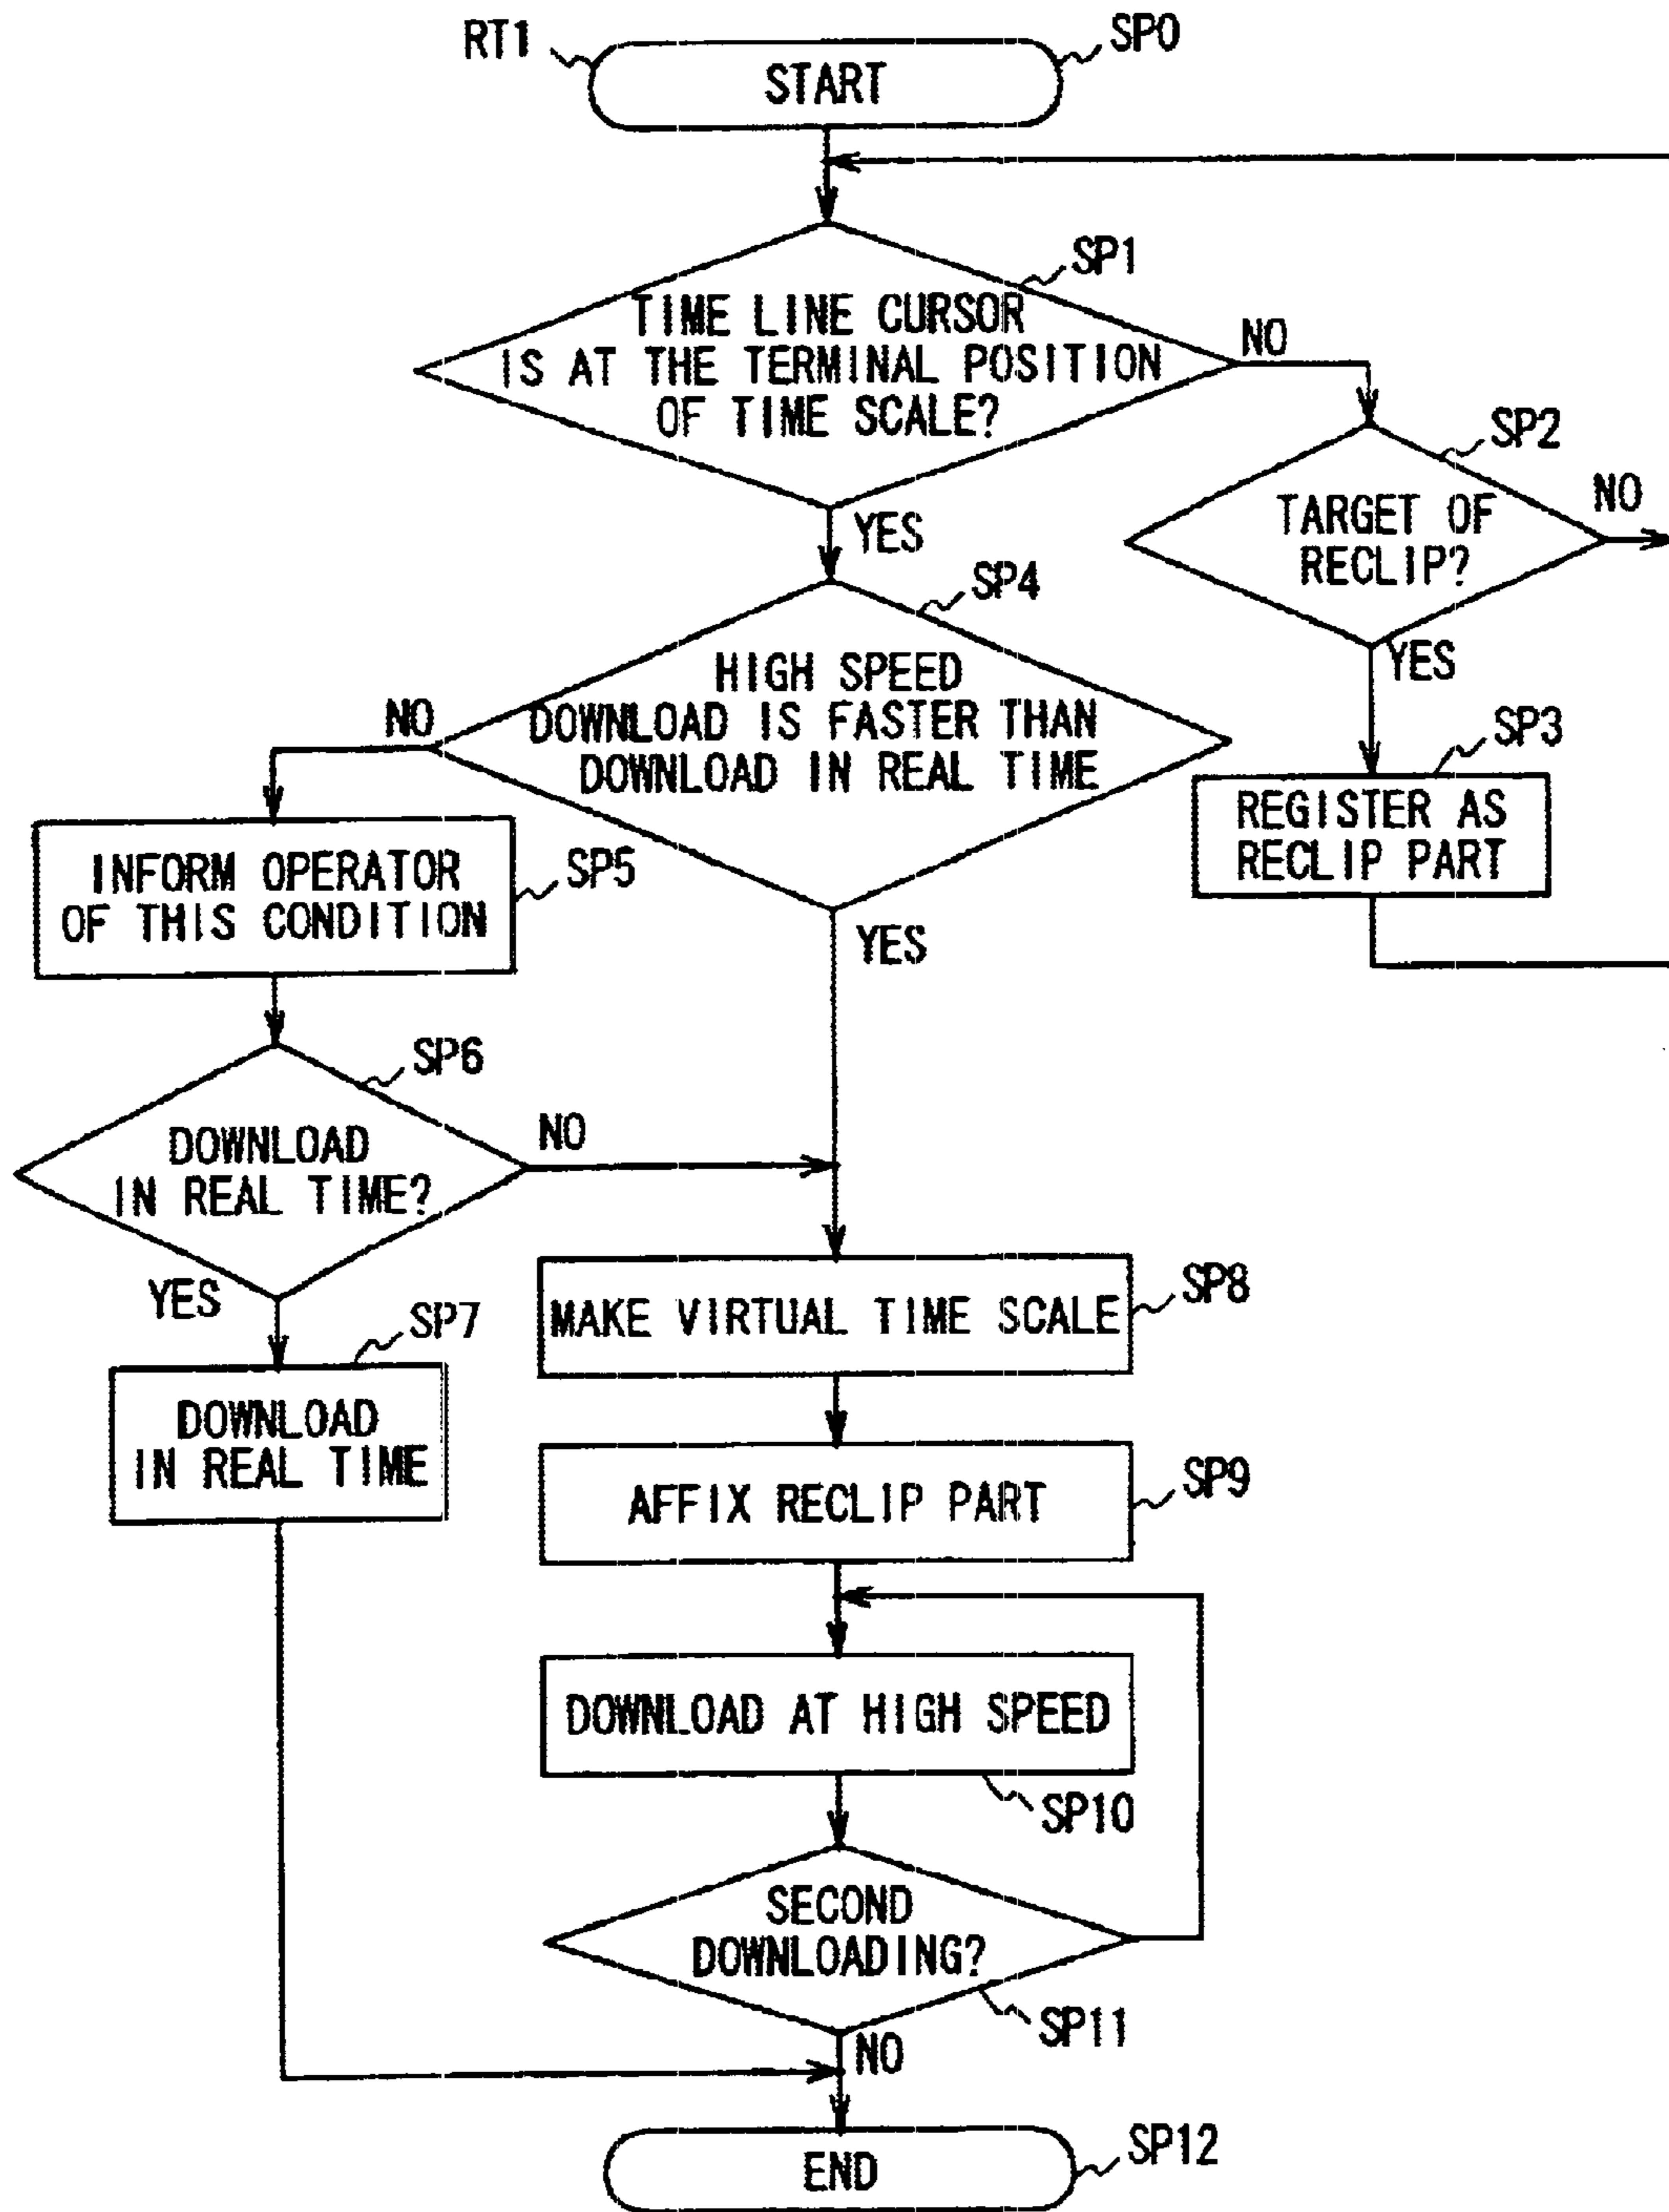 RT1
SP0
START
SP1
TIME LINE CURSOR
IS AT THE TERMINAL POSITION
OF TIME SCALE?
NO
SP2
TARGET OF
RECLIP?
NO
YES
YES
SP4
HIGH SPEED
DOWNLOAD IS FASTER THAN
DOWNLOAD IN REAL TIME
NO
SP3
REGISTER AS
RECLIP PART
INFORM OPERATOR
OF THIS CONDITION
SP5
YES
SP6
DOWNLOAD
IN REAL TIME?
NO
YES
SP7
DOWNLOAD
IN REAL TIME
SP8
MAKE VIRTUAL TIME SCALE
SP9
AFFIX RECLIP PART
DOWNLOAD AT HIGH SPEED
SP10
SECOND
DOWNLOADING?
SP11
NO
END
SP12